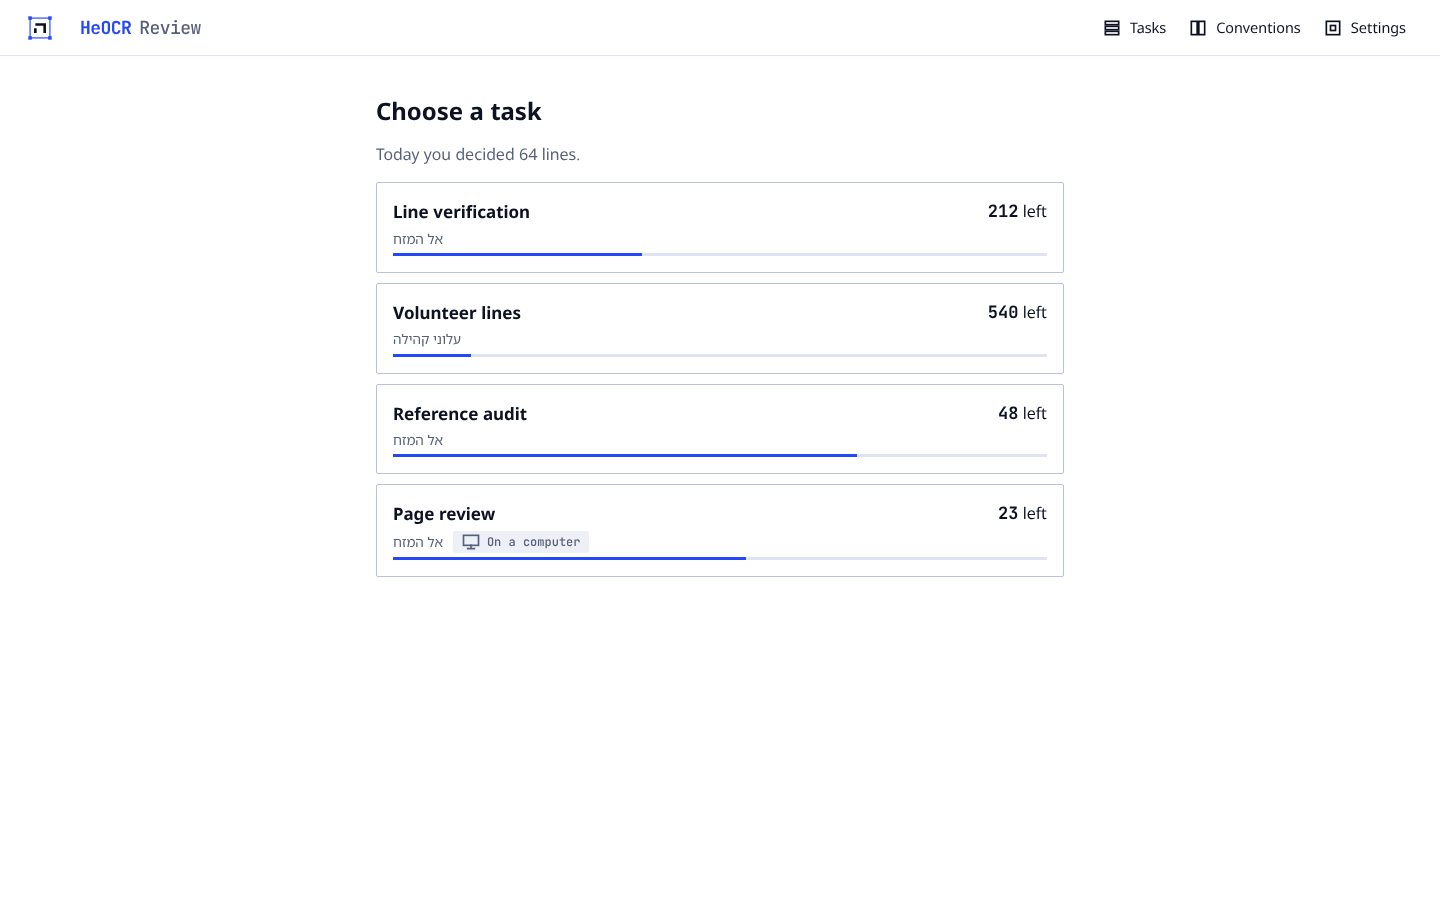 HeOCR Review
Tasks
Conventions
Settings
Choose a task
Today you decided 64 lines.
Line verification
212 left
אל המזח
Volunteer lines
540 left
עלוני קהילה
Reference audit
48 left
אל המזח
Page review
23 left
אל המזח
On a computer